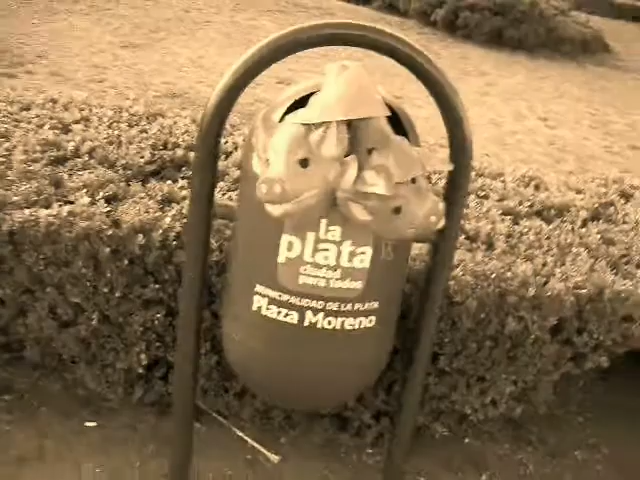 la
plata
ciudad
para todos
MUNICIPALIDAD DE LA PLATA
Plaza Moreno